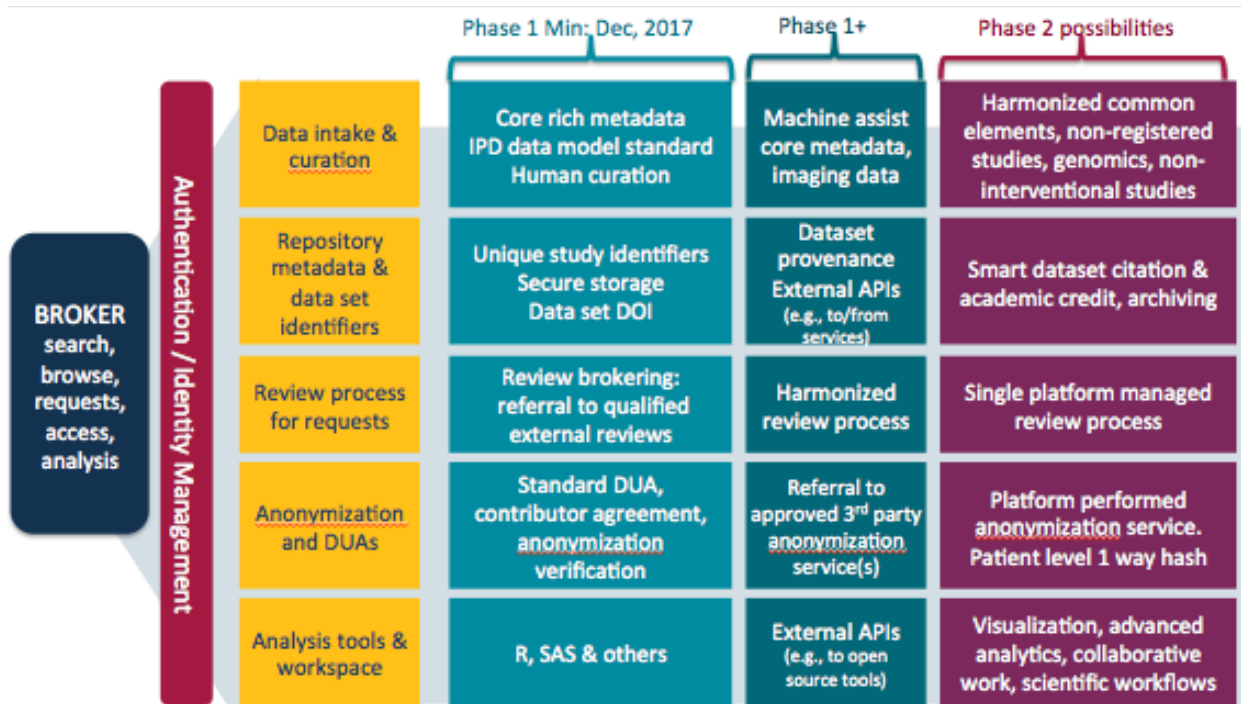 Phase 1 Min: Dec, 2017
Phase 1+
Phase 2 possibilities
BROKER
search,
browse,
requests,
access,
analysis
Authentication / Identity Management
Data intake &
curation
Core rich metadata
IPD data model standard
Human curation
Machine assist
core metadata,
imaging data
Harmonized common
elements, non-registered
studies, genomics, non-
interventional studies
Repository
metadata &
data set
identifiers
Unique study identifiers
Secure storage
Data set DOI
Dataset
provenance
External APIs
(e.g., to/from
services)
Smart dataset citation &
academic credit, archiving
Review process
for requests
Review brokering:
referral to qualified
external reviews
Harmonized
review process
Single platform managed
review process
Anonymization
and DUAs
Standard DUA,
contributor agreement,
anonymization
verification
Referral to
approved 3rd party
anonymization
service(s)
Platform performed
anonymization service.
Patient level 1 way hash
Analysis tools &
workspace
R, SAS & others
External APIs
(e.g., to open
source tools)
Visualization, advanced
analytics, collaborative
work, scientific workflows